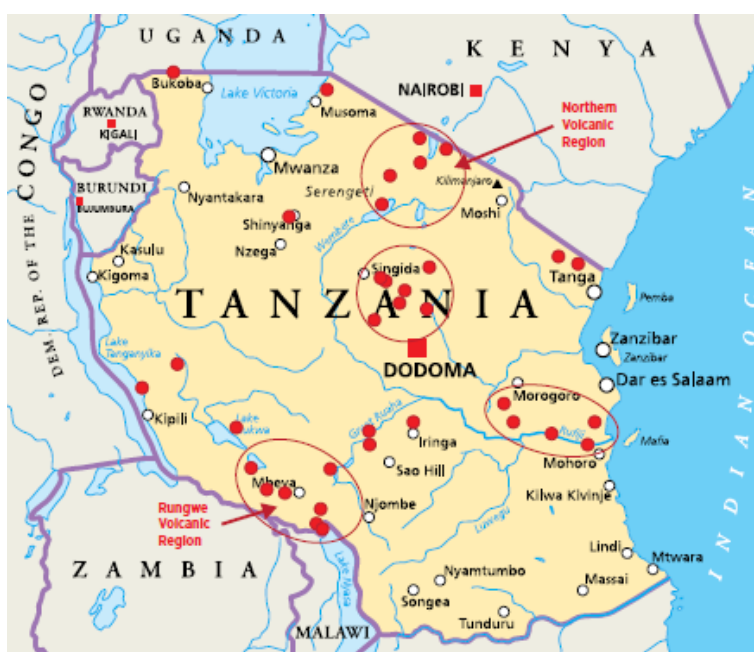 UGANDA
KENYA
DEM. REP. OF THE CONGO
Bukoba
Lake Victoria
NAIROBI
RWANDA
KIGALI
Musoma
Northern
Volcanic
Region
BURUNDI
BUJUMBURA
Mwanza
Nyantakara
Serengeti
Kilimanjaro
Moshi
Shinyanga
Wembere
Nzega
Kasulu
Kigoma
Singida
Tanga
Pemba
TANZANIA
Zanzibar
Zanzibar
Lake
Tanganyika
DODOMA
Dar es Salaam
Morogoro
Kipili
Lake
Rukwa
Great Ruaha
Iringa
Rufiji
Mafia
Mohoro
Sao Hill
Mbeya
Kilwa Kivinje
Njombe
Rungwe
Volcanic
Region
Luwegu
Lindi
Mtwara
ZAMBIA
Lake Nyasa
Nyamtumbo
Massai
Songea
Tunduru
MALAWI
INDIAN OCEAN